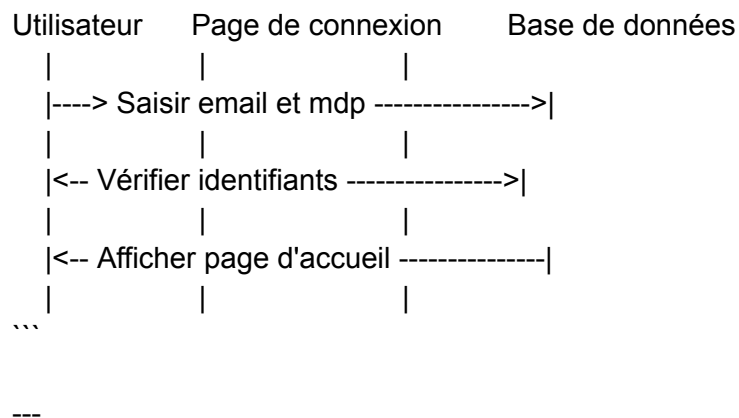 Utilisateur      Page de connexion        Base de données
    |                  |                         |
    |----> Saisir email et mdp ---------------->|
    |                  |                         |
    |<-- Vérifier identifiants ---------------->|
    |                  |                         |
    |<-- Afficher page d'accueil ---------------|
    |                  |                         |
```
---